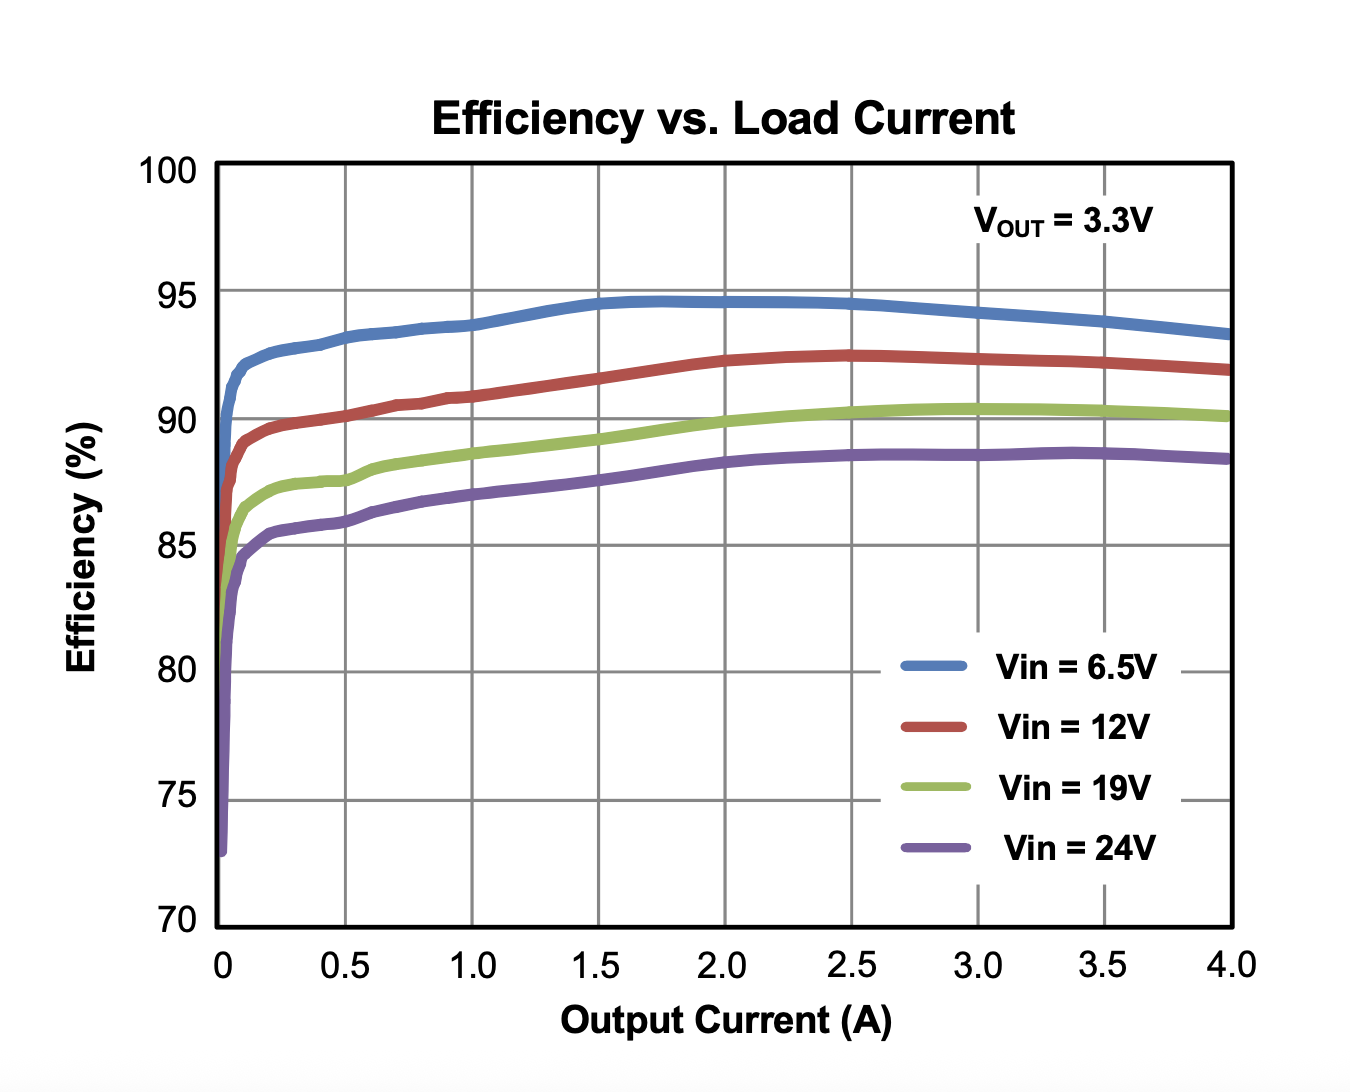 Efficiency vs. Load Current
100
95
90
85
80
75
70
Efficiency (%)
VOUT = 3.3V
Vin = 6.5V
Vin = 12V
Vin = 19V
Vin = 24V
0 0.5 1.0 1.5 2.0 2.5 3.0 3.5 4.0
Output Current (A)